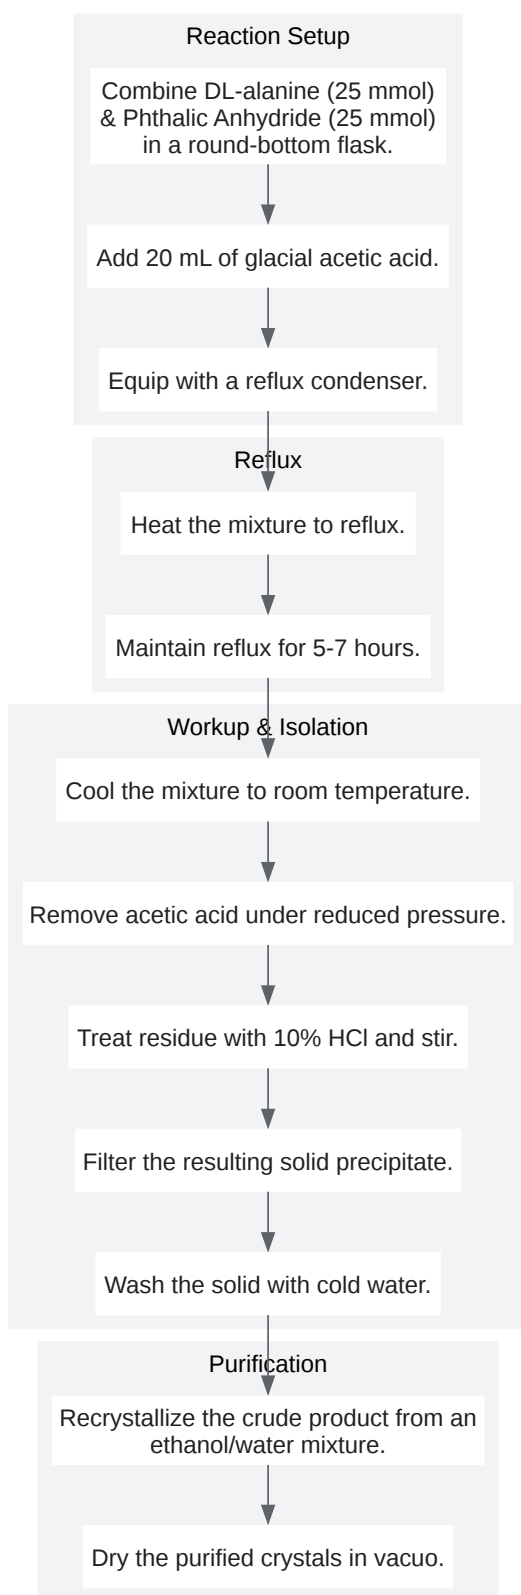 Reaction Setup
Combine DL-alanine (25 mmol)
& Phthalic Anhydride (25 mmol)
in a round-bottom flask.
Add 20 mL of glacial acetic acid.
Equip with a reflux condenser.
Reflux
Heat the mixture to reflux.
Maintain reflux for 5-7 hours.
Workup & Isolation
Cool the mixture to room temperature.
Remove acetic acid under reduced pressure.
Treat residue with 10% HCl and stir.
Filter the resulting solid precipitate.
Wash the solid with cold water.
Purification
Recrystallize the crude product from an
ethanol/water mixture.
Dry the purified crystals in vacuo.